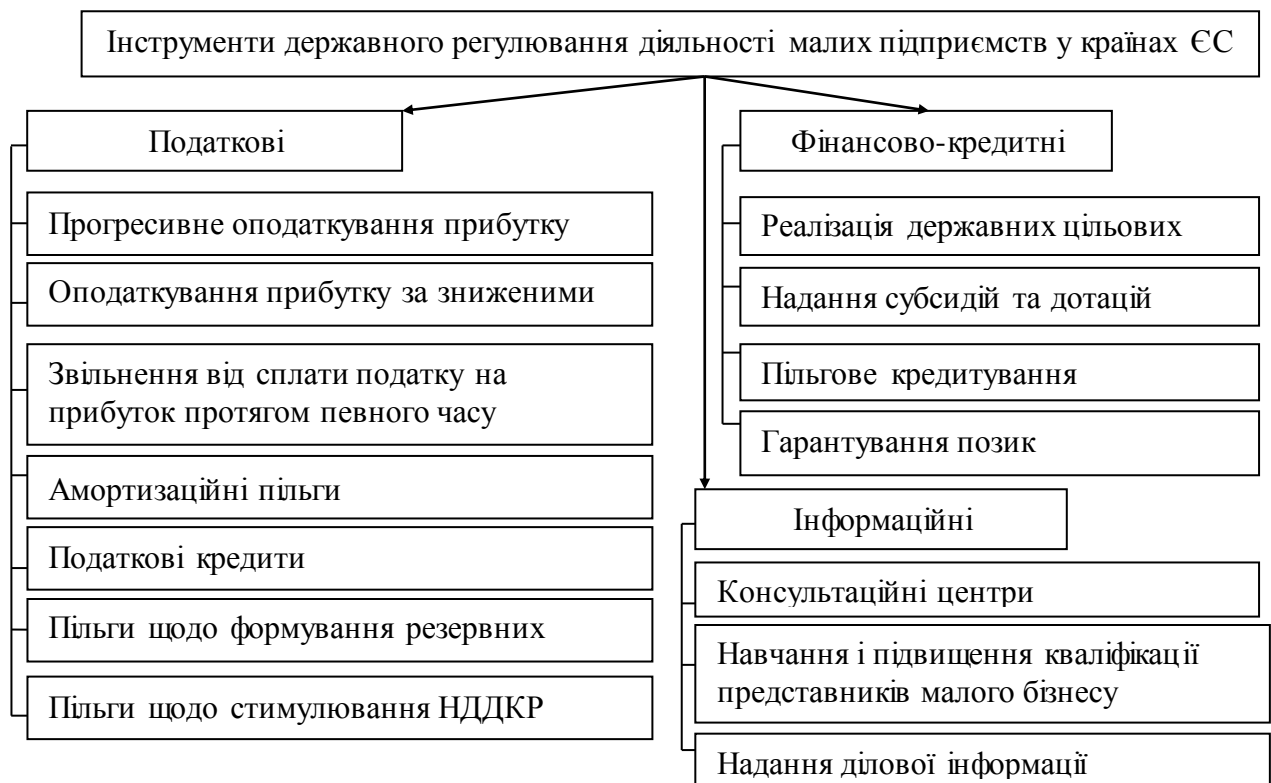 Інструменти державного регулювання діяльності малих підприємств у країнах ЄС
Податкові
Прогресивне оподаткування прибутку
Оподаткування прибутку за зниженими
Звільнення від сплати податку на
прибуток протягом певного часу
Амортизаційні пільги
Податкові кредити
Пільги щодо формування резервних
Пільги щодо стимулювання НДДКР
Фінансово-кредитні
Реалізація державних цільових
Надання субсидій та дотацій
Пільгове кредитування
Гарантування позик
Інформаційні
Консультаційні центри
Навчання і підвищення кваліфікації
представників малого бізнесу
Надання ділової інформації